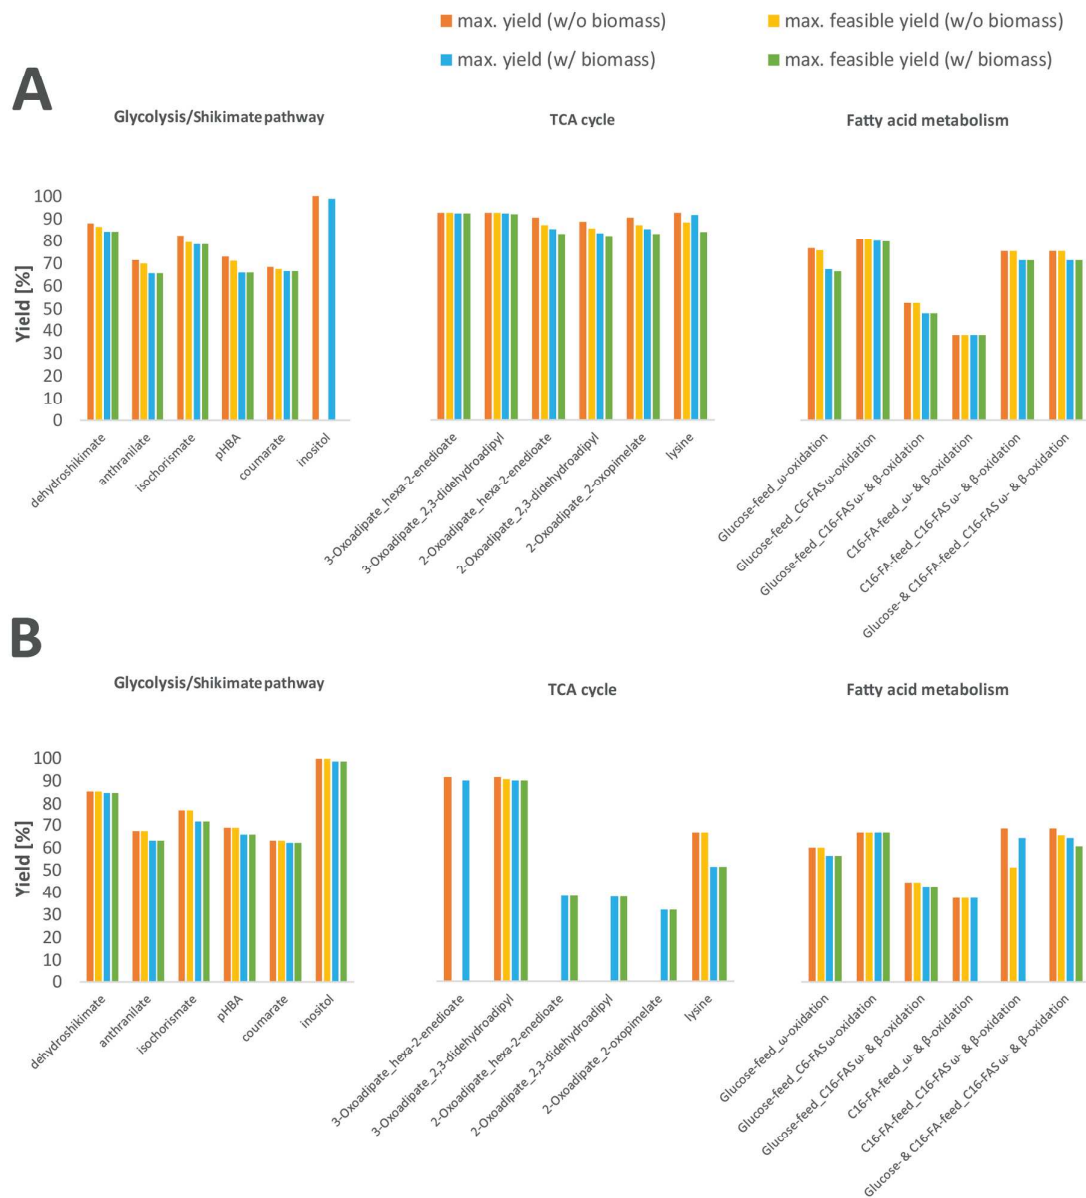 max. yield (w/o biomass)
max. feasible yield (w/o biomass)
max. yield (w/ biomass)
max. feasible yield (w/ biomass)
A
Glycolysis/Shikimate pathway
TCA cycle
Fatty acid metabolism
Yield [%]
100
90
80
70
60
50
40
30
20
10
0
dehydroshikimate
anthranilate
isochorismate
pHBA
coumarate
inositol
3-Oxoadipate_hexa-2-enedioate
3-Oxoadipate_2,3-didehydroadipyl
2-Oxoadipate_hexa-2-enedioate
2-Oxoadipate_2,3-didehydroadipyl
2-Oxoadipate_2-oxopimelate
lysine
Glucose-feed_ω-oxidation
Glucose-feed_C6-FAS ω-oxidation
Glucose-feed_C16-FAS ω- & β-oxidation
C16-FA-feed_ω- & β-oxidation
C16-FA-feed_C16-FAS ω- & β-oxidation
Glucose- & C16-FA-feed_C16-FAS ω- & β-oxidation
B
Glycolysis/Shikimate pathway
TCA cycle
Fatty acid metabolism
Yield [%]
100
90
80
70
60
50
40
30
20
10
0
dehydroshikimate
anthranilate
isochorismate
pHBA
coumarate
inositol
3-Oxoadipate_hexa-2-enedioate
3-Oxoadipate_2,3-didehydroadipyl
2-Oxoadipate_hexa-2-enedioate
2-Oxoadipate_2,3-didehydroadipyl
2-Oxoadipate_2-oxopimelate
lysine
Glucose-feed_ω-oxidation
Glucose-feed_C6-FAS ω-oxidation
Glucose-feed_C16-FAS ω- & β-oxidation
C16-FA-feed_ω- & β-oxidation
C16-FA-feed_C16-FAS ω- & β-oxidation
Glucose- & C16-FA-feed_C16-FAS ω- & β-oxidation